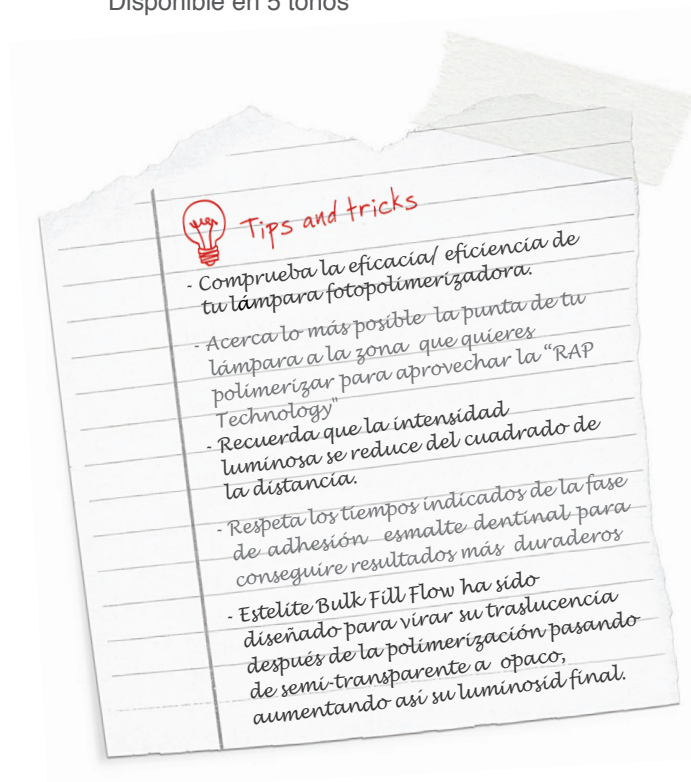 Disponible en 5 tonos
Tips and tricks
- Comprueba la eficacia/ eficiencia de
tu lámpara fotopolimerizadora.
- Acerca lo más posible la punta de tu
lámpara a la zona que quieres
polimerizar para aprovechar la "RAP
Technology"
- Recuerda que la intensidad
luminosa se reduce del cuadrado de
la distancia.
- Respeta los tiempos indicados de la fase
de adhesión esmalte dentinal para
conseguire resultados más duraderos
- Estelite Bulk Fill Flow ha sido
diseñado para virar su traslucencia
después de la polimerización pasando
de semi-transparente a opaco,
aumentando así su luminosid final.